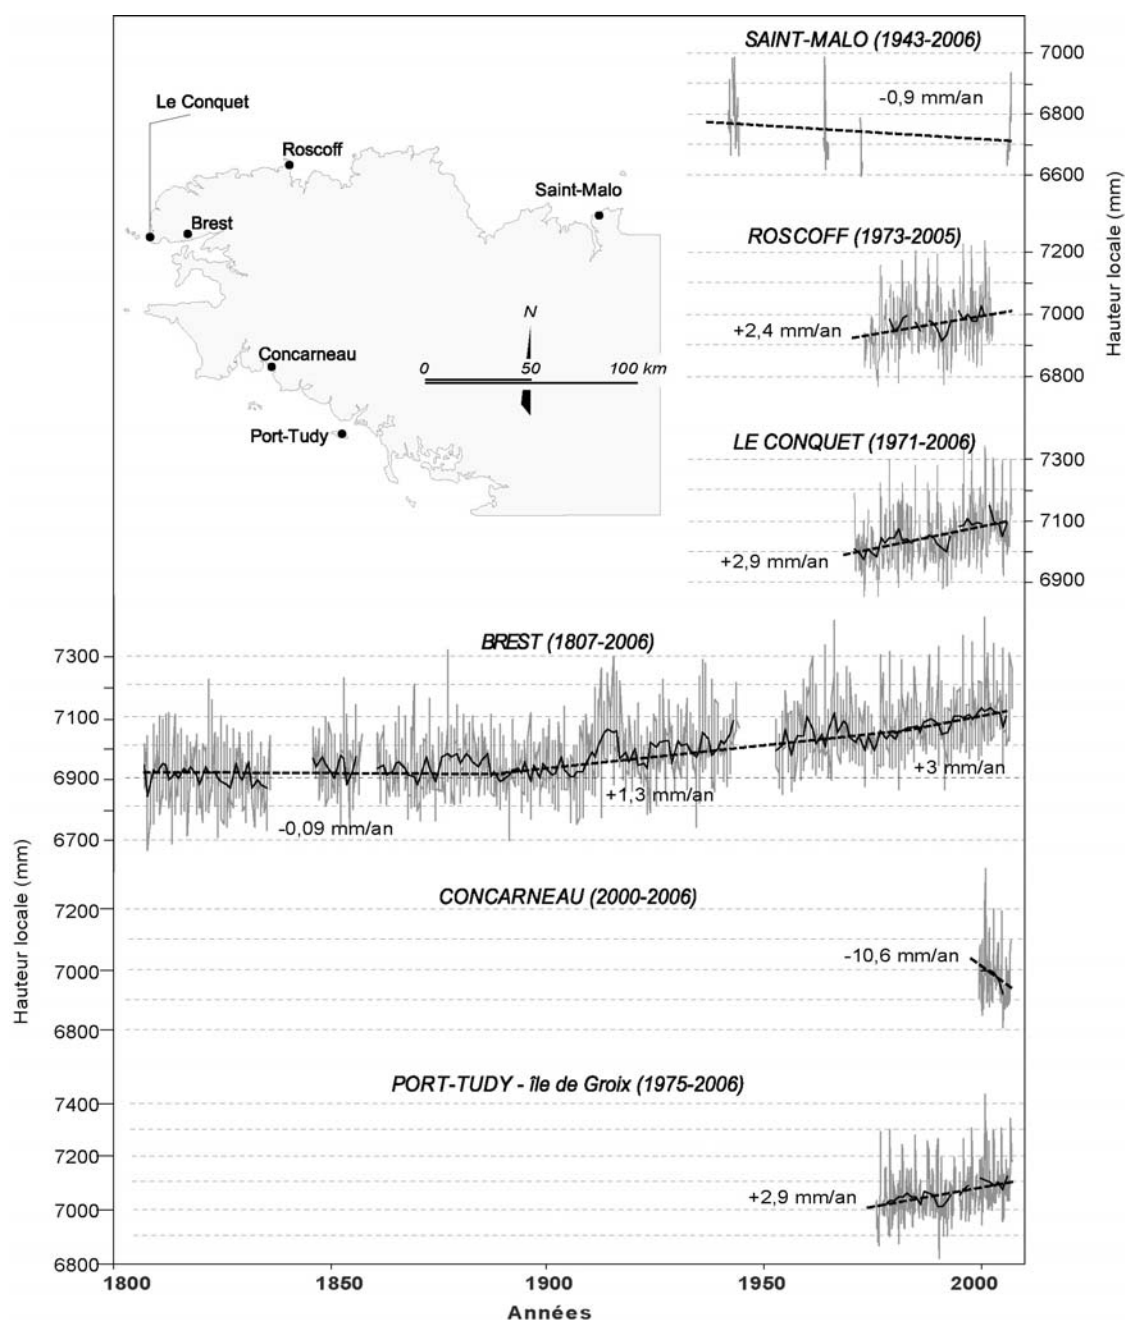 SAINT-MALO (1943-2006)
7000
-0,9 mm/an
6800
6600
Le Conquet
Roscoff
Saint-Malo
Brest
N
Concarneau
0 50 100 km
Port-Tudy
Hauteur locale (mm)
ROSCOFF (1973-2005)
7200
7000
+2,4 mm/an
6800
LE CONQUET (1971-2006)
7300
7100
+2,9 mm/an
6900
BREST (1807-2006)
7300
7100
6900
+3 mm/an
+1,3 mm/an
-0,09 mm/an
6700
Hauteur locale (mm)
CONCARNEAU (2000-2006)
7200
-10,6 mm/an
7000
6800
PORT-TUDY - île de Groix (1975-2006)
7400
7200
+2,9 mm/an
7000
6800
1800 1850 1900 1950 2000
Années